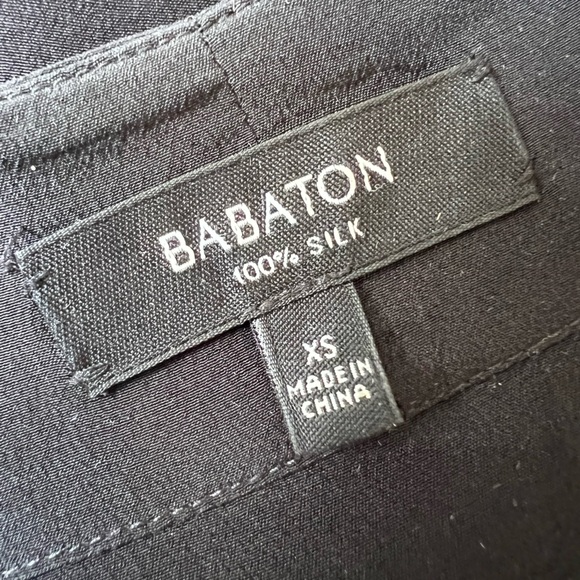 BABATON
100% SILK
XS
MADE IN
CHINA